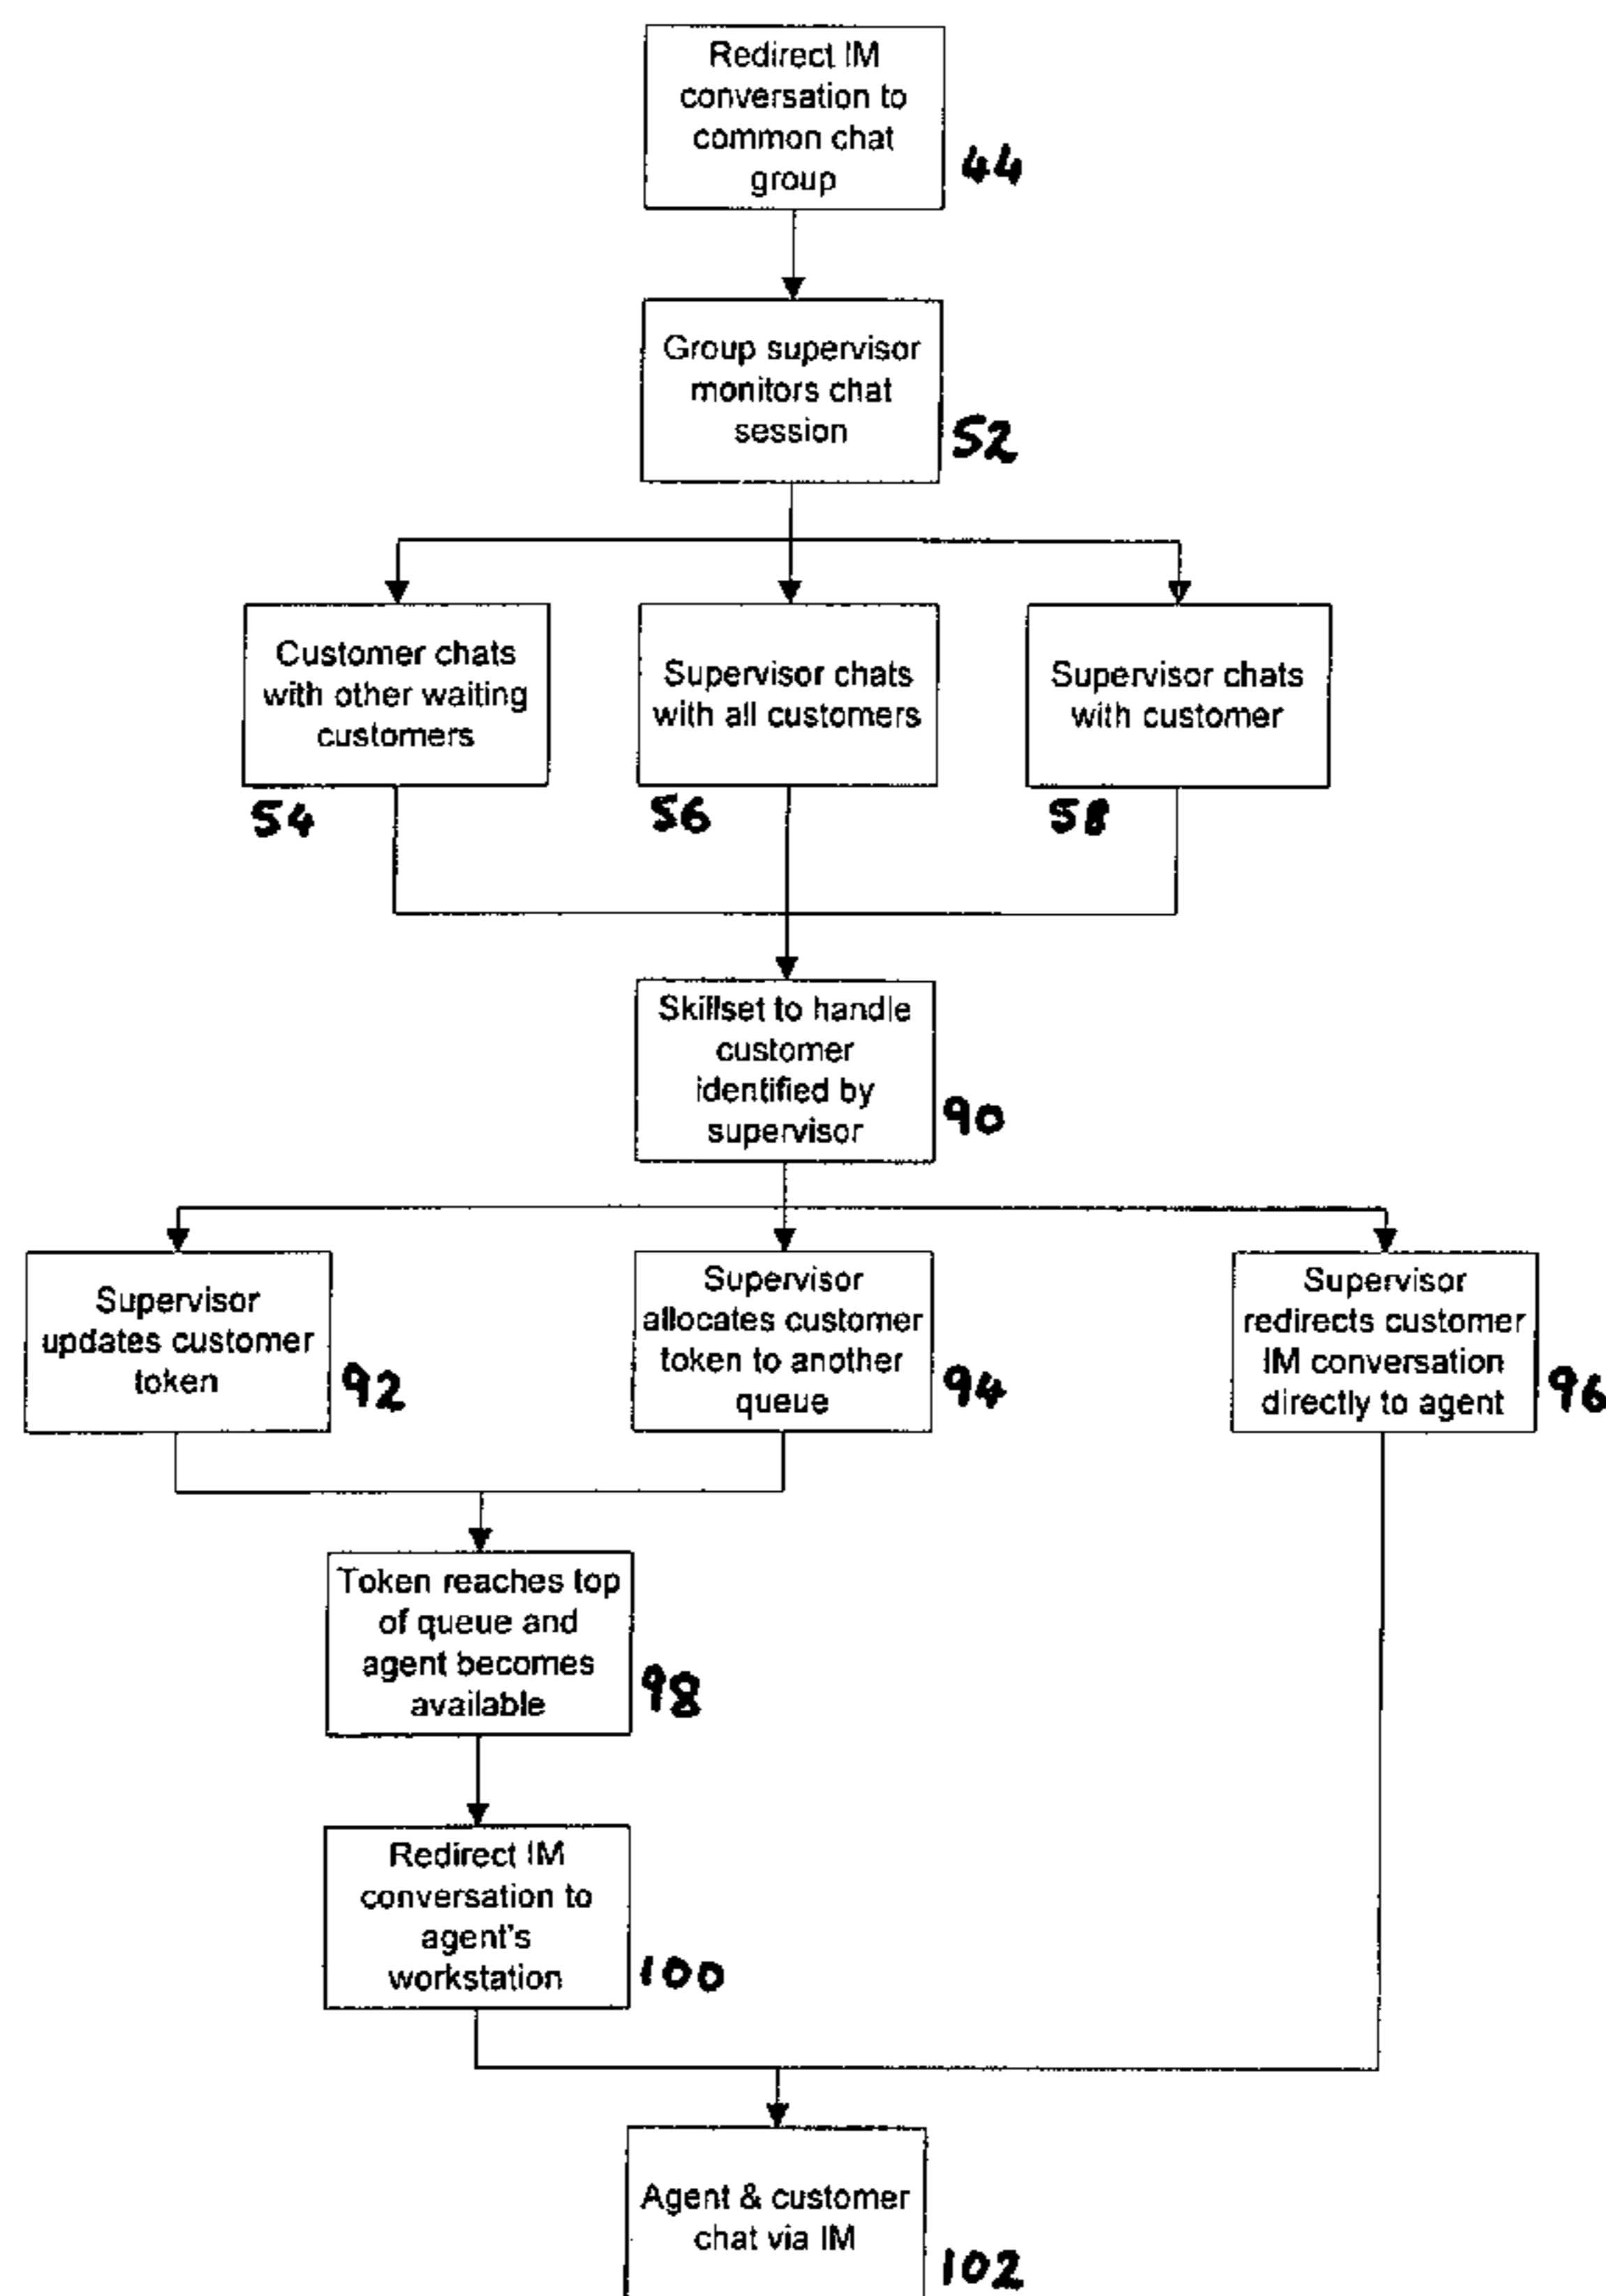 Redirect IM
conversation to
common chat
group
44
Group supervisor
monitors chat
session
52
Customer chats
with other waiting
customers
54
Supervisor chats
with all customers
56
Supervisor chats
with customer
58
Skillset to handle
customer
identified by
supervisor
90
Supervisor
updates customer
token
92
Supervisor
allocates customer
token to another
queue
94
Supervisor
redirects customer
IM conversation
directly to agent
96
Token reaches top
of queue and
agent becomes
available
98
Redirect IM
conversation to
agent's
workstation
100
Agent & customer
chat via IM
102